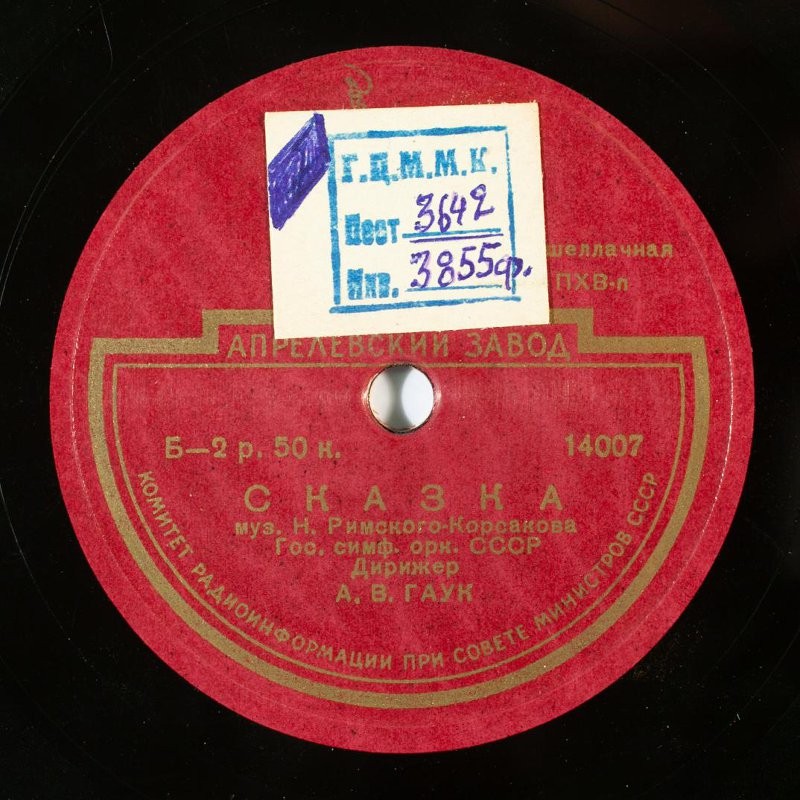 Г.Ц.М.М.К.
Пост 3642
Инв. 3855ф.
шеллачная
ПХВ-п
АПРЕЛЕВСКИЙ ЗАВОД
Б—2 р. 50 к. 14007
СКАЗКА
муз. Н. Римского-Корсакова
Гос. симф. орк. СССР
Дирижер
А. В. ГАУК
КОМИТЕТ РАДИОИНФОРМАЦИИ ПРИ СОВЕТЕ МИНИСТРОВ СССР